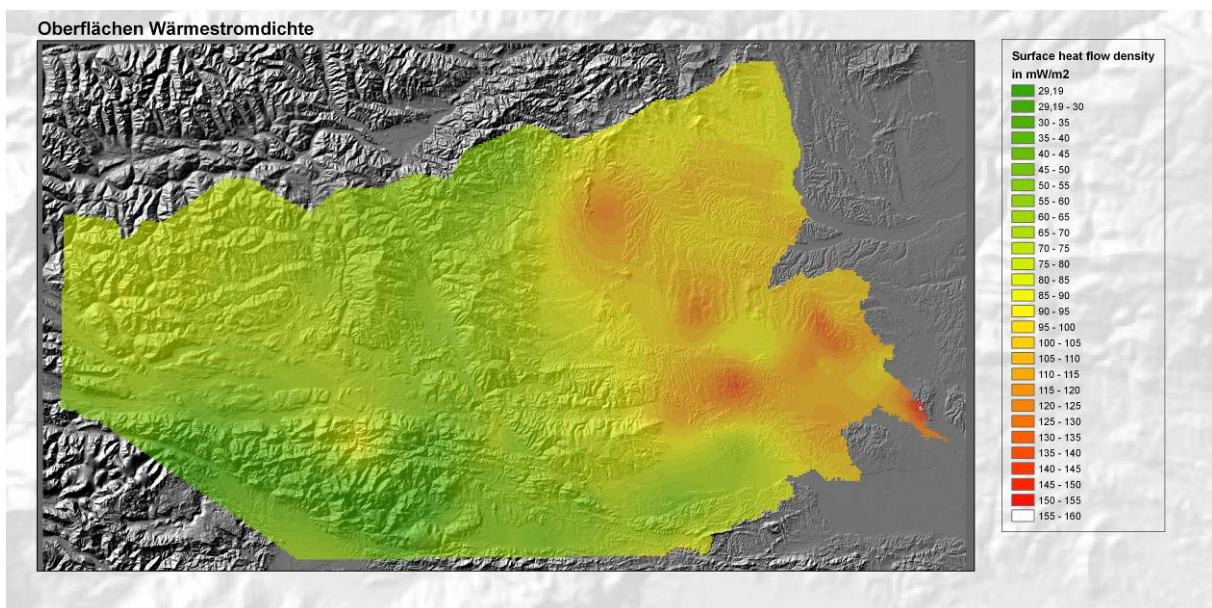 Oberflächen Wärmestromdichte
Surface heat flow density
in mW/m2
29,19
29,19 - 30
30 - 35
35 - 40
40 - 45
45 - 50
50 - 55
55 - 60
60 - 65
65 - 70
70 - 75
75 - 80
80 - 85
85 - 90
90 - 95
95 - 100
100 - 105
105 - 110
110 - 115
115 - 120
120 - 125
125 - 130
130 - 135
135 - 140
140 - 145
145 - 150
150 - 155
155 - 160